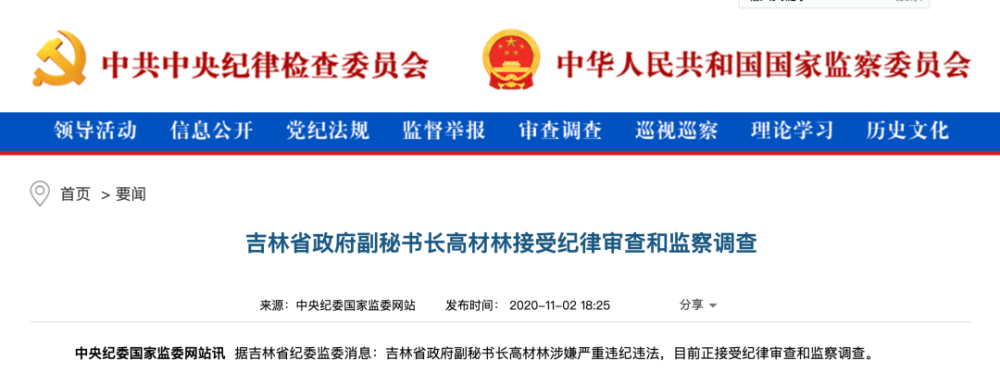 中共中央纪律检查委员会 中华人民共和国国家监察委员会
领导活动 信息公开 党纪法规 监督举报 审查调查 巡视巡察 理论学习 历史文化
首页 > 要闻
吉林省政府副秘书长高材林接受纪律审查和监察调查
来源：中央纪委国家监委网站 发布时间： 2020-11-02 18:25 分享
中央纪委国家监委网站讯 据吉林省纪委监委消息：吉林省政府副秘书长高材林涉嫌严重违纪违法，目前正接受纪律审查和监察调查。